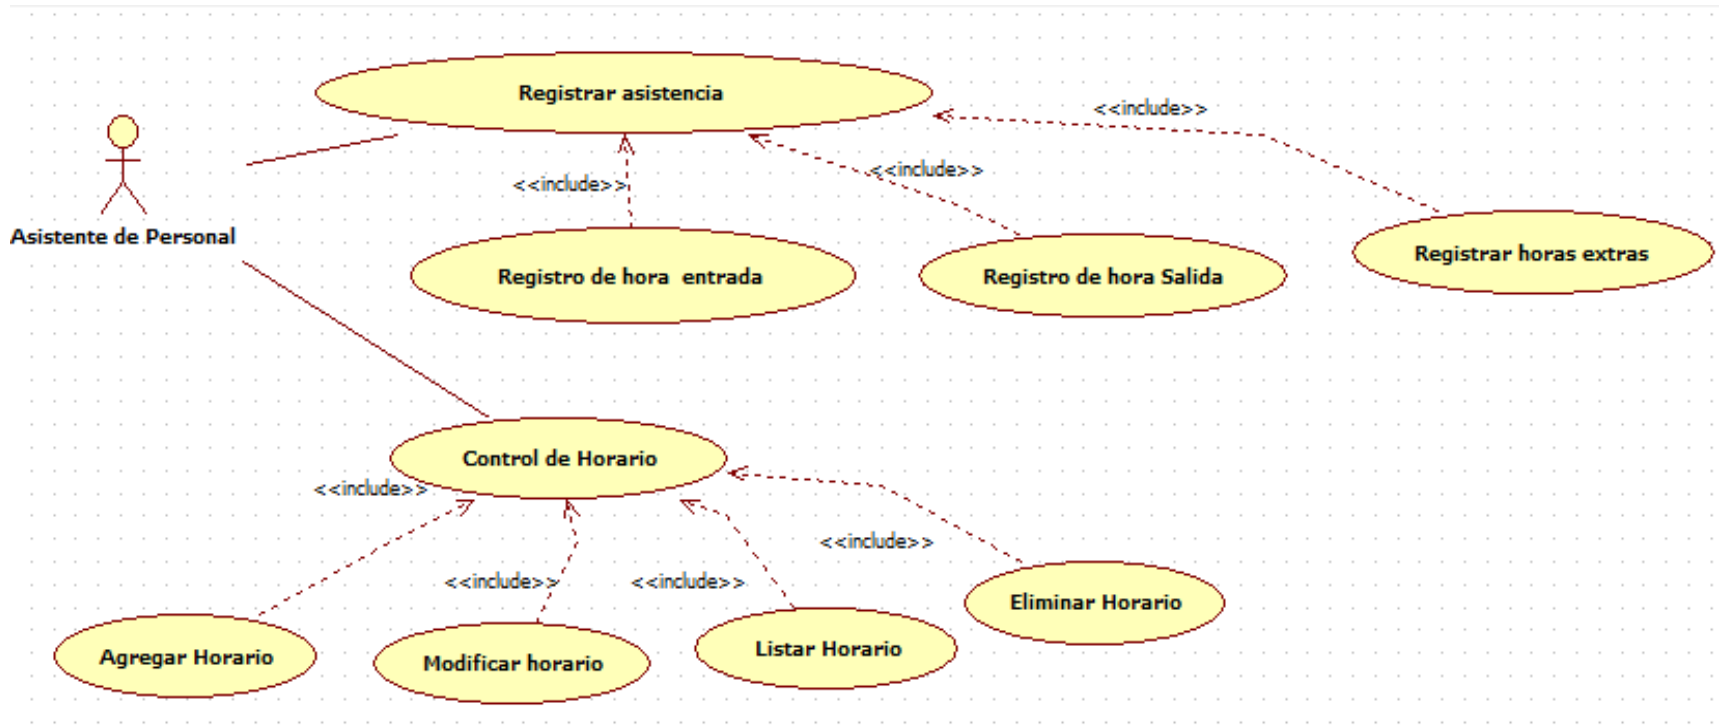 Registrar asistencia
<<include>>
<<include>>
<<include>>
Asistente de Personal
Registro de hora  entrada
Registro de hora Salida
Registrar horas extras
Control de Horario
<<include>>
<<include>>
<<include>>
<<include>>
Agregar Horario
Modificar horario
Listar Horario
Eliminar Horario